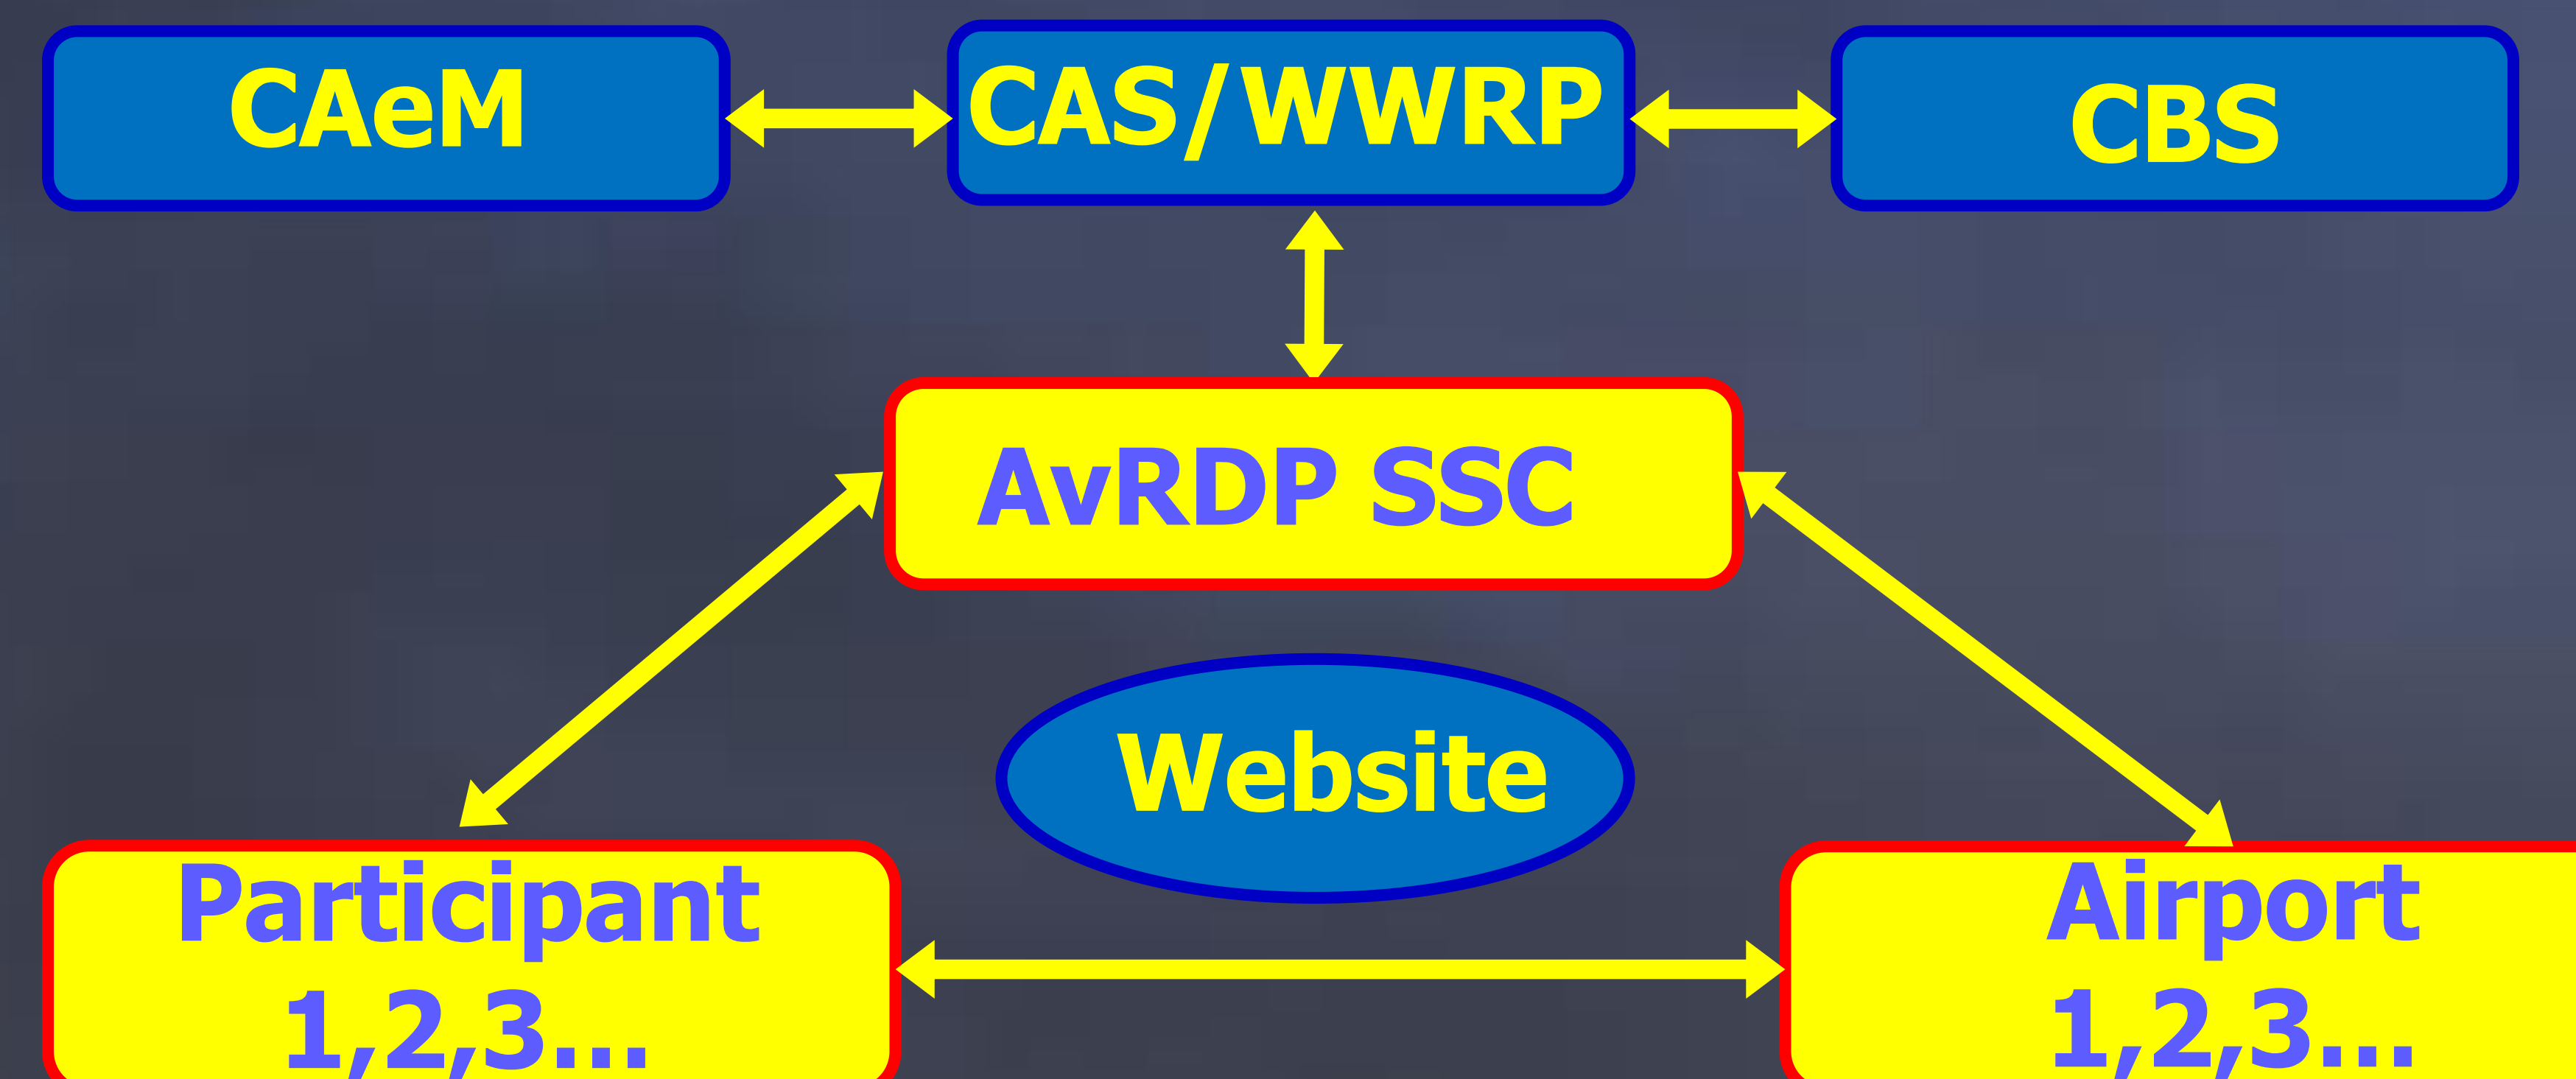 CAeM
CAS/WWRP
CBS
AvRDP SSC
Website
Participant
1,2,3...
Airport
1,2,3...